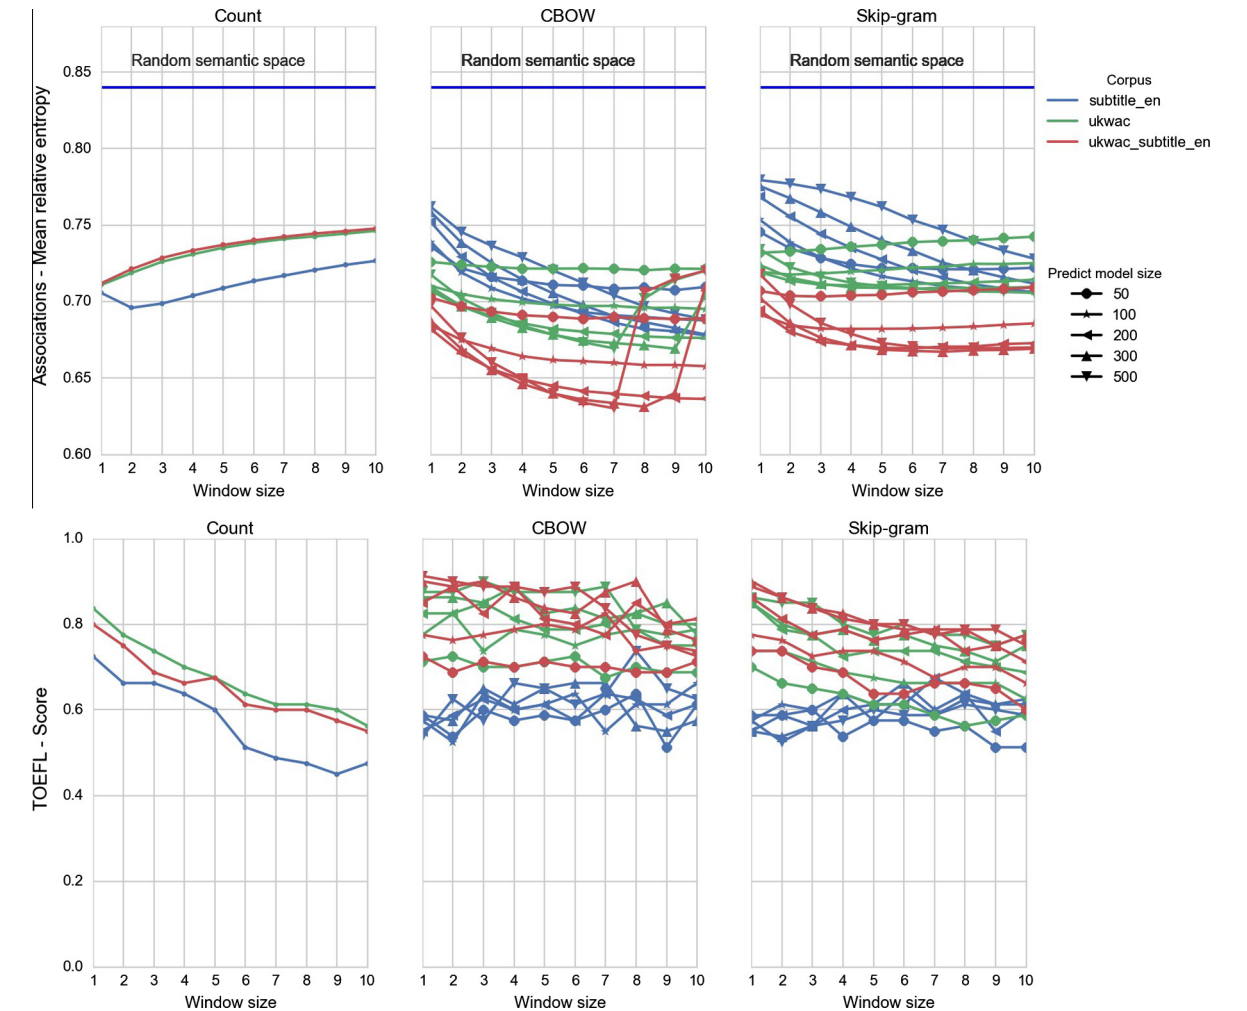 Count
CBOW
Skip-gram
Associations - Mean relative entropy
0.85
0.80
0.75
0.70
0.65
0.60
Random semantic space
Random semantic space
Random semantic space
1 2 3 4 5 6 7 8 9 10
1 2 3 4 5 6 7 8 9 10
1 2 3 4 5 6 7 8 9 10
Window size
Window size
Window size
Corpus
subtitle_en
ukwac
ukwac_subtitle_en
Predict model size
50
100
200
300
500
Count
CBOW
Skip-gram
TOEFL - Score
1.0
0.8
0.6
0.4
0.2
0.0
1 2 3 4 5 6 7 8 9 10
1 2 3 4 5 6 7 8 9 10
1 2 3 4 5 6 7 8 9 10
Window size
Window size
Window size